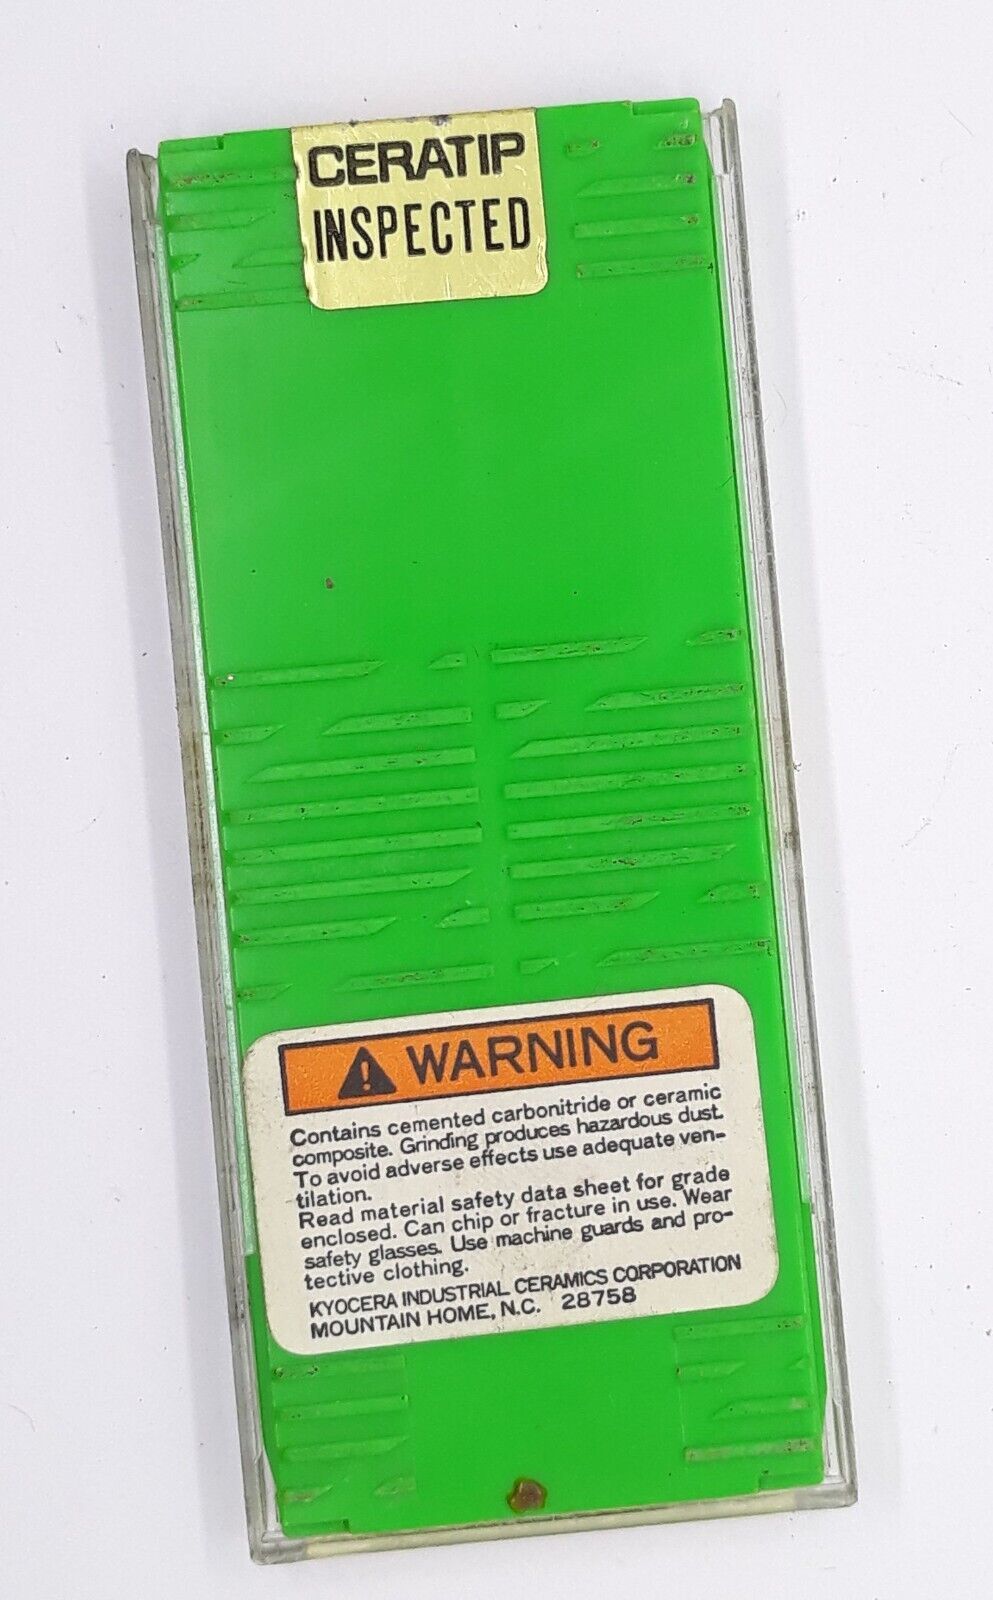 CERATIP
INSPECTED
WARNING
Contains cemented carbonitride or ceramic
composite. Grinding produces hazardous dust.
To avoid adverse effects use adequate ven-
tilation.
Read material safety data sheet for grade
enclosed. Can chip or fracture in use. Wear
safety glasses. Use machine guards and pro-
tective clothing.
KYOCERA INDUSTRIAL CERAMICS CORPORATION
MOUNTAIN HOME, N.C. 28758